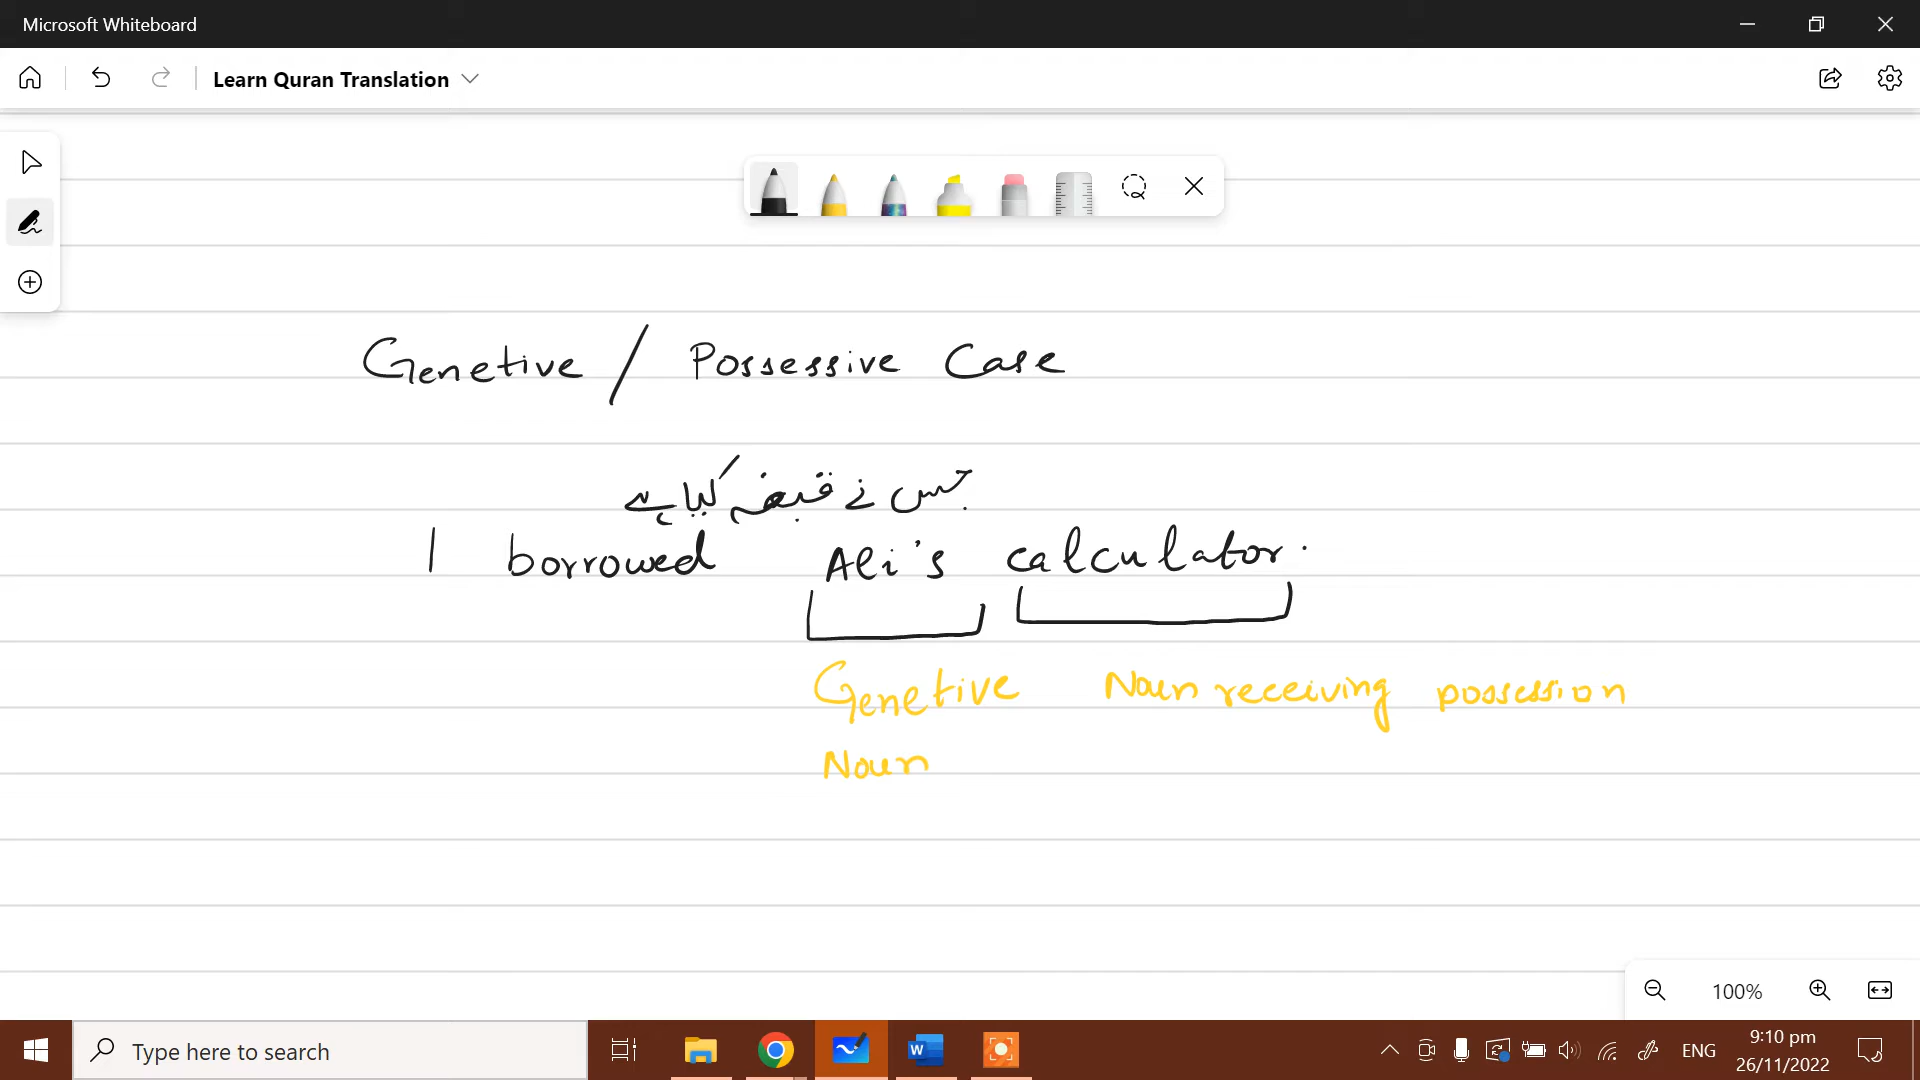 Microsoft Whiteboard
Learn Quran Translation
Genetive / Possessive Case
جس نے قبضہ کیا ہے
I borrowed Ali's calculator.
Genetive Noun receiving possession
Noun
100%
Type here to search
W
ENG
9:10 pm
26/11/2022